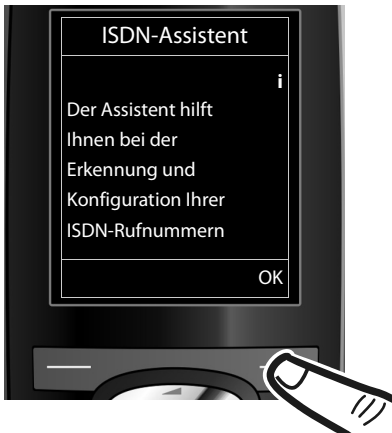 ISDN-Assistent
i
Der Assistent hilft
Ihnen bei der
Erkennung und
Konfiguration Ihrer
ISDN-Rufnummern
OK